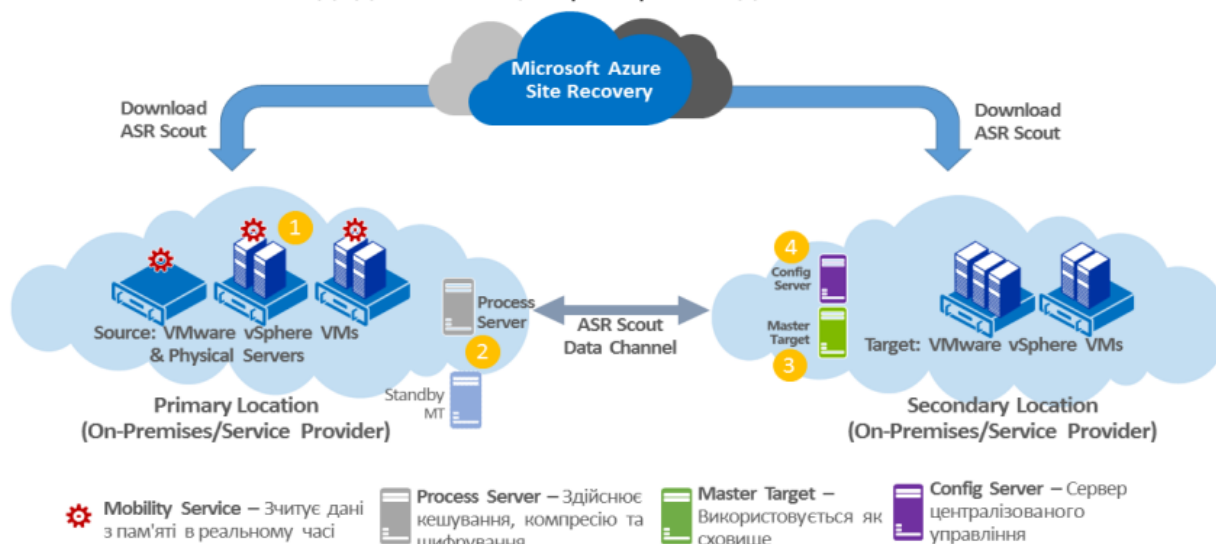 Microsoft Azure
Site Recovery
Download
ASR Scout
Download
ASR Scout
1
Source: VMware vSphere VMs
& Physical Servers
Process
Server
2
Standby
MT
Primary Location
(On-Premises/Service Provider)
ASR Scout
Data Channel
4
Config
Server
Master
Target
3
Target: VMware vSphere VMs
Secondary Location
(On-Premises/Service Provider)
Mobility Service – Зчитує дані
з пам'яті в реальному часі
Process Server – Здійснює
кешування, компресію та
шифрування
Master Target –
Використовується як
сховище
Config Server – Сервер
централізованого
управління